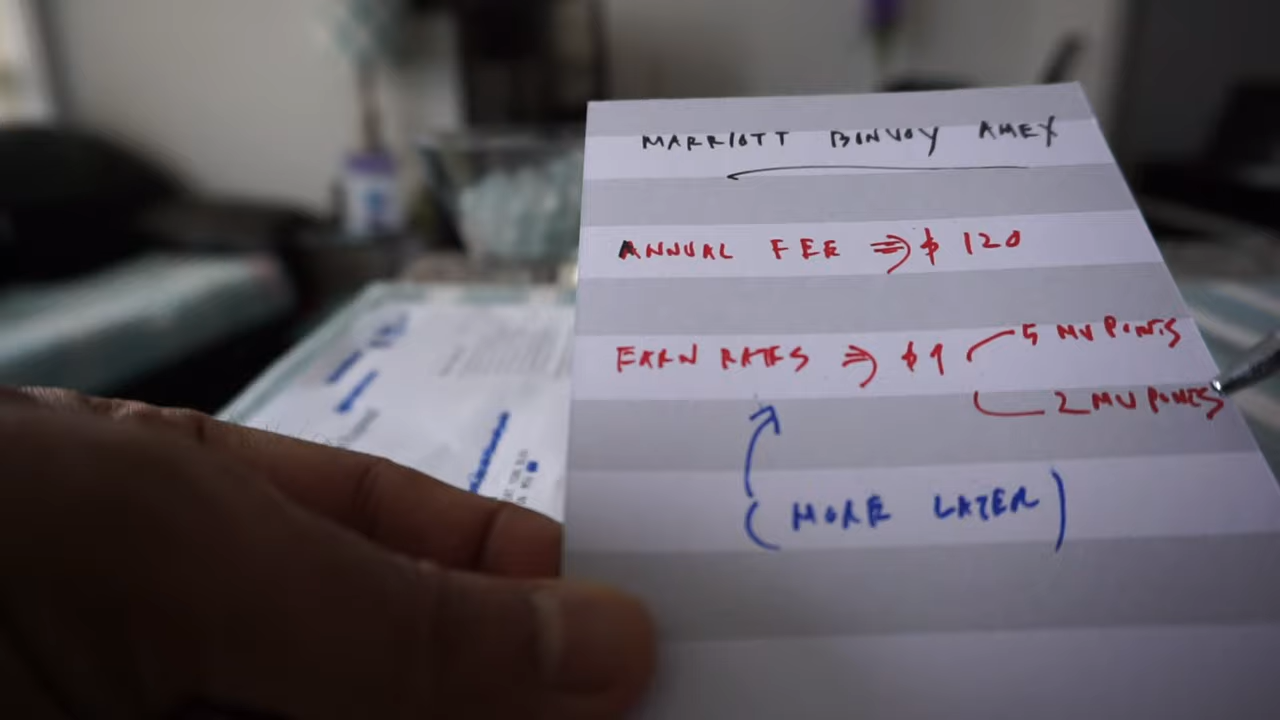 MARRIOTT BONVOY AMEX
ANNUAL FEE ⇒ $120
EARN RATES ⇒ $1
5 MV POINTS
2 MV POINTS
(MORE LATER)